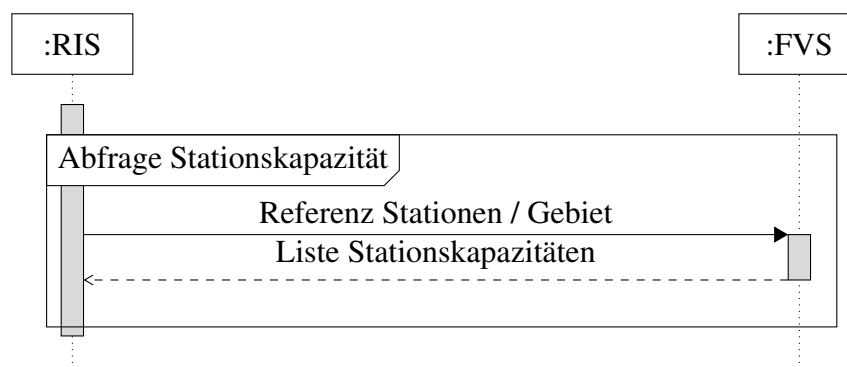 :RIS
:FVS
Abfrage Stationskapazität
Referenz Stationen / Gebiet
Liste Stationskapazitäten